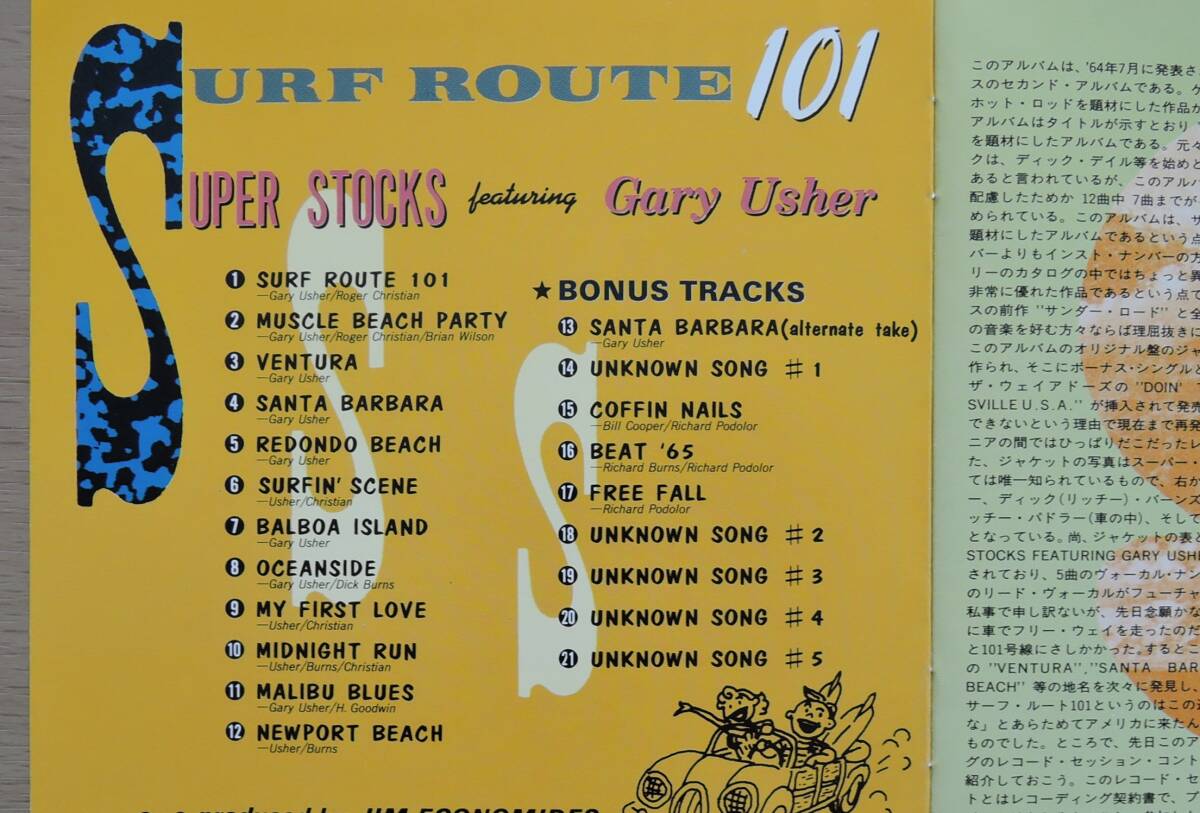 SURF ROUTE 101
SUPER STOCKS featuring Gary Usher
❶ SURF ROUTE 101
—Gary Usher/Roger Christian
❷ MUSCLE BEACH PARTY
—Gary Usher/Roger Christian/Brian Wilson
❸ VENTURA
—Gary Usher
❹ SANTA BARBARA
—Gary Usher
❺ REDONDO BEACH
—Gary Usher
❻ SURFIN' SCENE
—Usher/Christian
❼ BALBOA ISLAND
—Gary Usher
❽ OCEANSIDE
—Gary Usher/Dick Burns
❾ MY FIRST LOVE
—Usher/Christian
❿ MIDNIGHT RUN
—Usher/Burns/Christian
⓫ MALIBU BLUES
—Gary Usher/H. Goodwin
⓬ NEWPORT BEACH
—Usher/Burns
★BONUS TRACKS
⓭ SANTA BARBARA(alternate take)
—Gary Usher
⓮ UNKNOWN SONG #1
⓯ COFFIN NAILS
—Bill Cooper/Richard Podolor
⓰ BEAT '65
—Richard Burns/Richard Podolor
⓱ FREE FALL
—Richard Podolor
⓲ UNKNOWN SONG #2
⓳ UNKNOWN SONG #3
⓴ UNKNOWN SONG #4
㉑ UNKNOWN SONG #5
produced by JIM ECONOMIDES
このアルバムは、'64年7月に発表さ
スのセカンド・アルバムである。ゲ
ホット・ロッドを題材にした作品が
アルバムはタイトルが示すとおり
を題材にしたアルバムである。元々
クは、ディック・デイル等を始めと
あると言われているが、このアルバ
配慮したためか 12曲中 7曲までが
められている。このアルバムは、サ
題材にしたアルバムであるという点
バーよりもインスト・ナンバーの方
リーのカタログの中ではちょっと異
非常に優れた作品であるという点で
スの前作 "サンダー・ロード" と全
の音楽を好む方々ならば理屈抜きに
このアルバムのオリジナル盤のジャ
作られ、そこにボーナス・シングルと
ザ・ウェイアドーズの "DOIN'
SVILLE U.S.A." が挿入されて発売
できないという理由で現在まで再発
ニアの間ではひっぱりだこだったレ
た、ジャケットの写真はスーパー・
ては唯一知られているもので、右か
ー、ディック(リッチー)・バーンズ
ッチー・パドラー(車の中)、そして
となっている。尚、ジャケットの表と
STOCKS FEATURING GARY USHE
されており、5曲のヴォーカル・ナン
のリード・ヴォーカルがフューチャ
私事で申し訳ないが、先日念願かな
に車でフリー・ウェイを走ったのだ
と101号線にさしかかった。するとこ
の "VENTURA","SANTA BAR
BEACH" 等の地名を次々に発見し、
サーフ・ルート101というのはこの道
な」とあらためてアメリカに来たん
ものでした。ところで、先日このア
グのレコード・セッション・コント
紹介しておこう。このレコード・セ
トとはレコーディング契約書で、プ